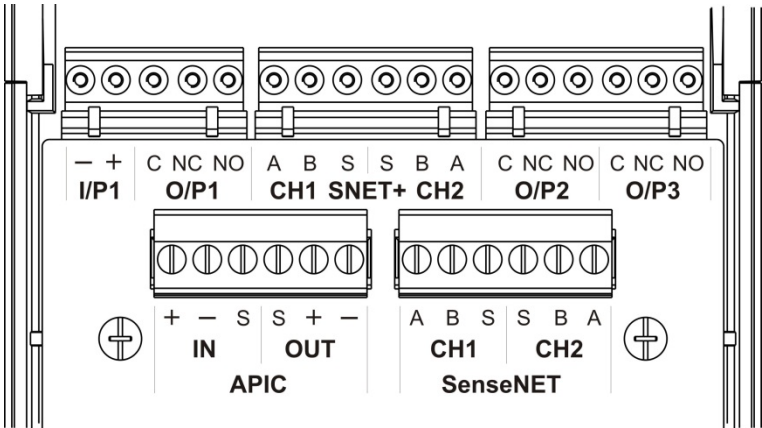 − + C NC NO A B S S B A C NC NO C NC NO
I/P1 O/P1 CH1 SNET+ CH2 O/P2 O/P3
+ − S S + − A B S S B A
IN OUT CH1 CH2
APIC SenseNET